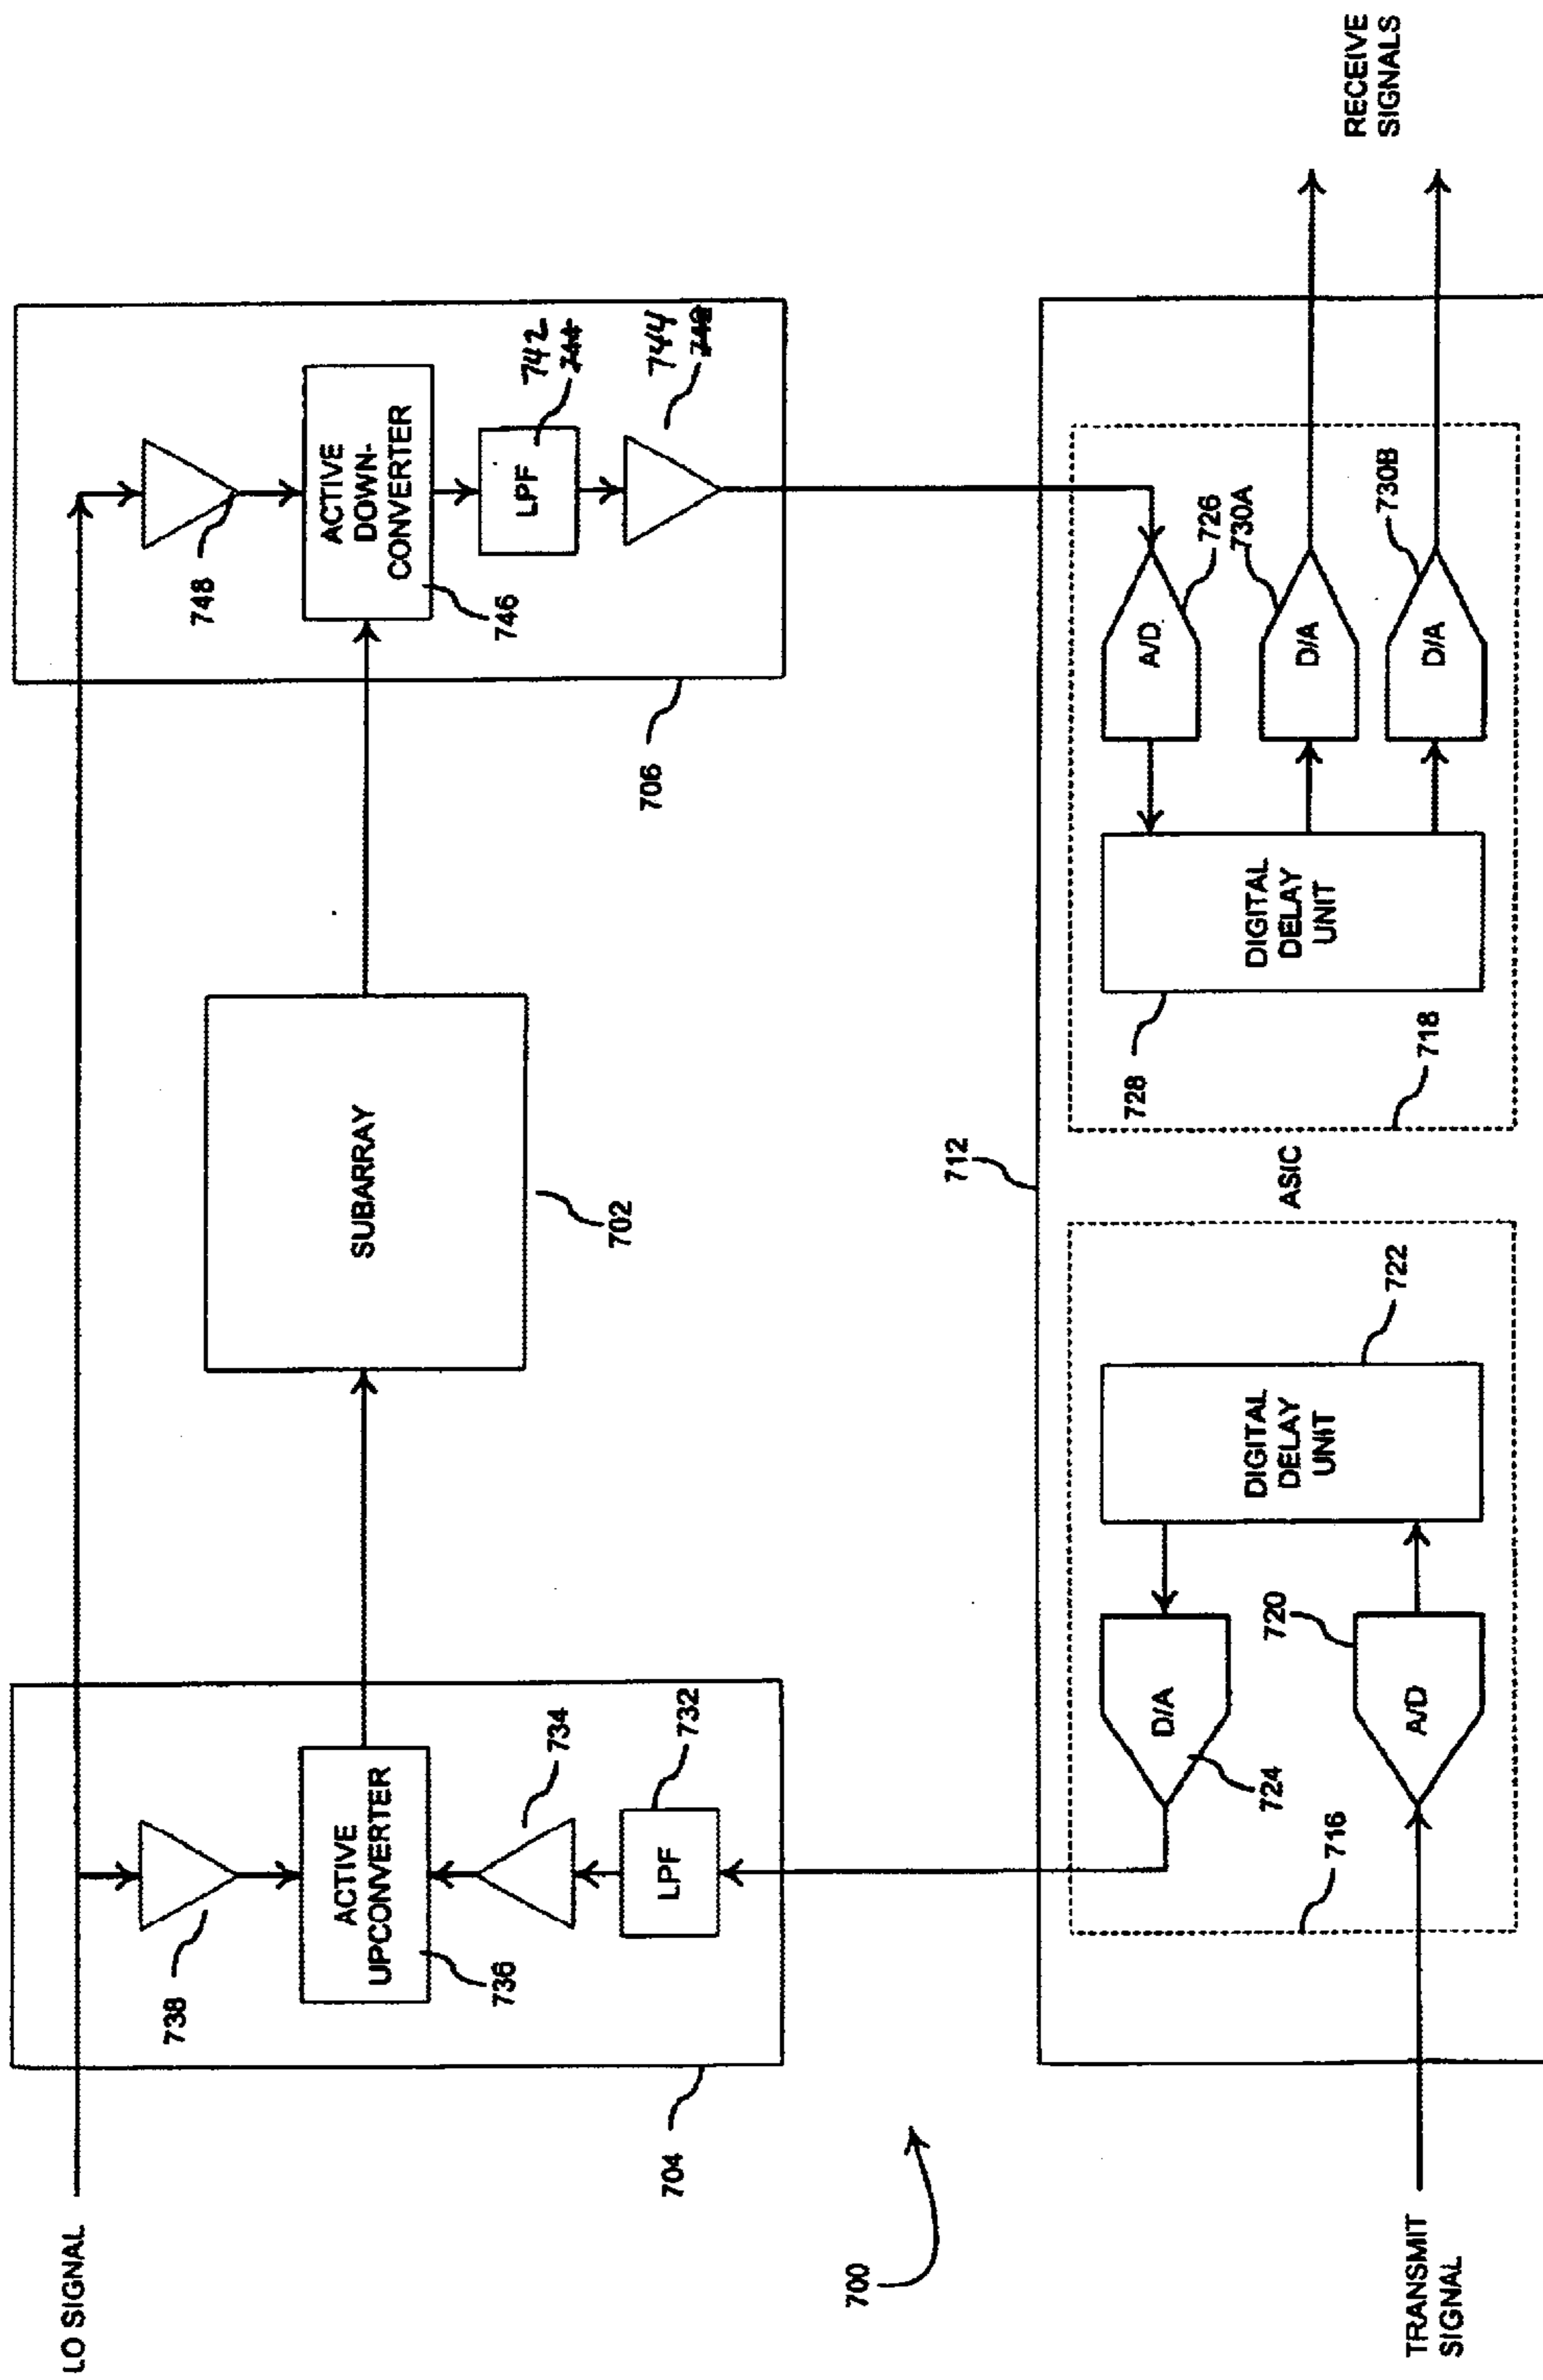 LO SIGNAL
738
748
ACTIVE
UPCONVERTER
736
SUBARRAY
702
ACTIVE
DOWN-
CONVERTER
746
734
LPF
732
LPF
742
744
744
704
706
700
712
D/A
724
720
A/D
DIGITAL
DELAY
UNIT
722
716
ASIC
728
DIGITAL
DELAY
UNIT
718
A/D
726
730A
D/A
730B
D/A
TRANSMIT
SIGNAL
RECEIVE
SIGNALS